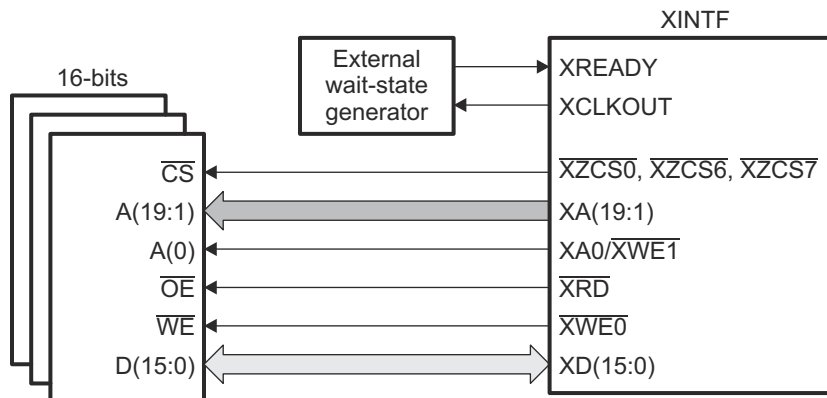 XINTF
External
wait-state
generator
XREADY
XCLKOUT
16-bits
CS
XZCS0, XZCS6, XZCS7
A(19:1)
XA(19:1)
A(0)
XA0/XWE1
OE
XRD
WE
XWE0
D(15:0)
XD(15:0)